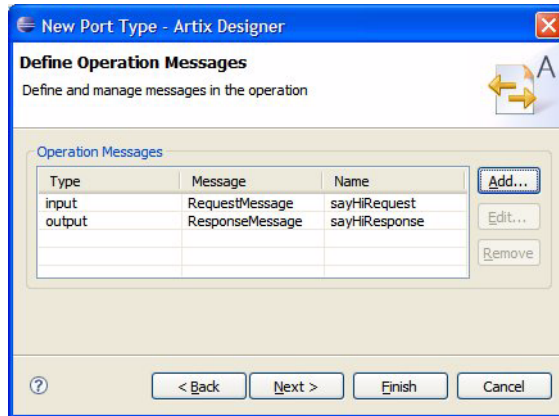 New Port Type - Artix Designer
Define Operation Messages
Define and manage messages in the operation
A
Operation Messages
Type Message Name
input RequestMessage sayHiRequest
output ResponseMessage sayHiResponse
Add...
Edit...
Remove
? < Back Next > Finish Cancel